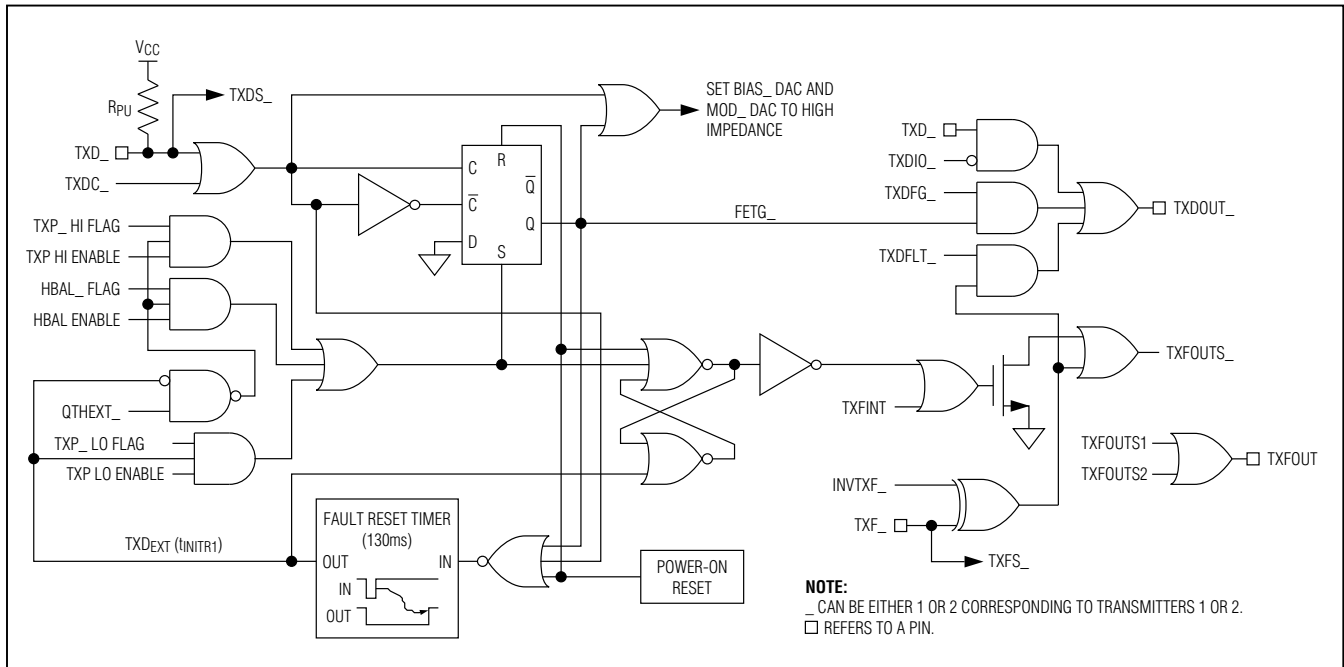 VCC
RPU
TXDS_
TXD_
TXDC_
SET BIAS_ DAC AND
MOD_ DAC TO HIGH
IMPEDANCE
C
R
C
Q
Q
D
S
FETG_
TXD_
TXDIO_
TXDFG_
TXDFLT_
TXDOUT_
TXP_ HI FLAG
TXP HI ENABLE
HBAL_ FLAG
HBAL ENABLE
QTHEXT_
TXP_ LO FLAG
TXP LO ENABLE
TXFINT
TXFOUTS_
TXFOUTS1
TXFOUTS2
TXFOUT
INVTXF_
TXF_
TXFS_
TXDEXT (tINITR1)
FAULT RESET TIMER
(130ms)
OUT
IN
IN
OUT
POWER-ON
RESET
NOTE:
_ CAN BE EITHER 1 OR 2 CORRESPONDING TO TRANSMITTERS 1 OR 2.
□ REFERS TO A PIN.